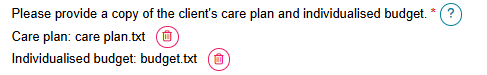 Please provide a copy of the client's care plan and individualised budget. * ?
Care plan: care plan.txt
Individualised budget: budget.txt